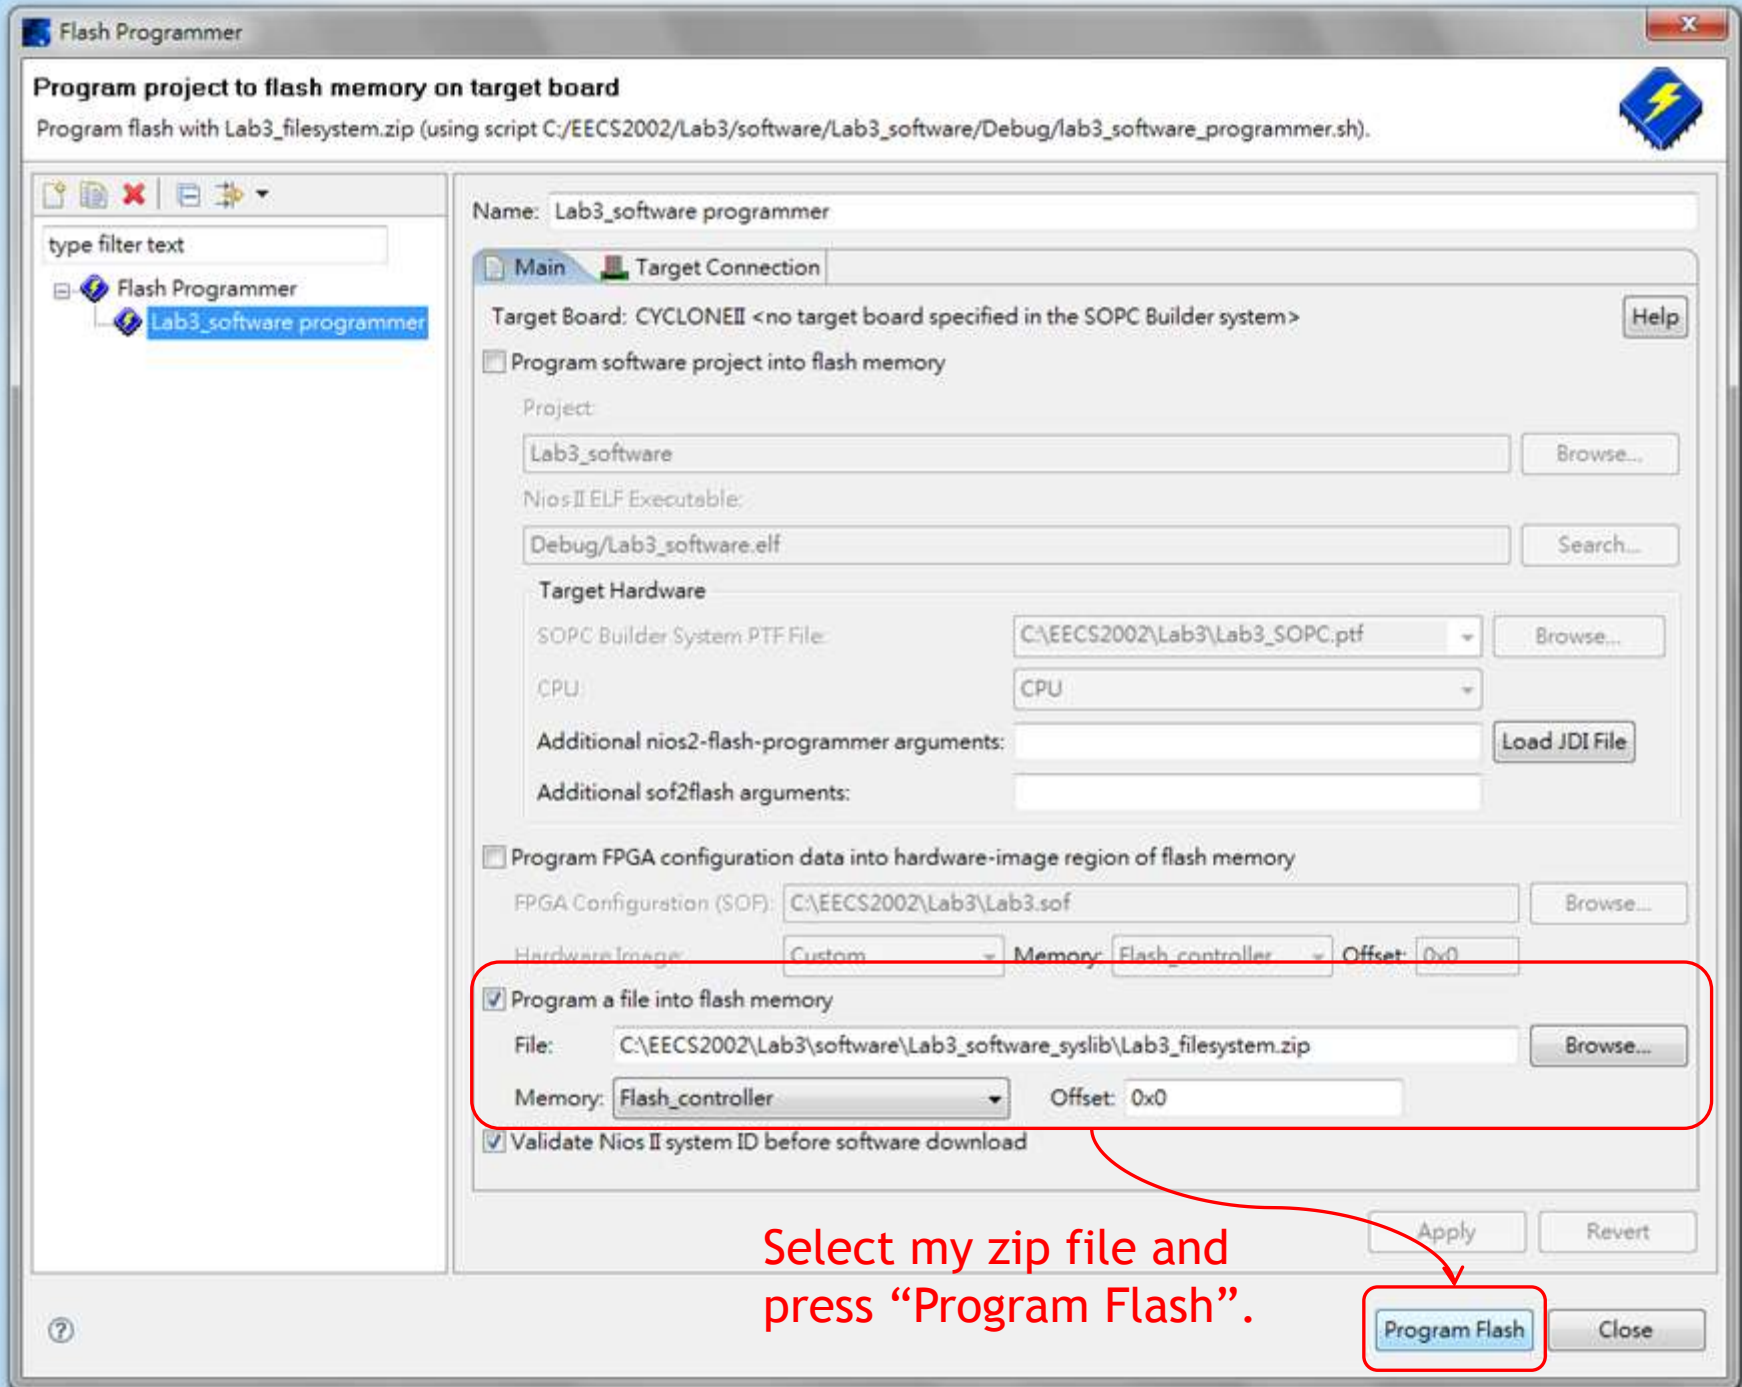 Flash Programmer
Program project to flash memory on target board
Program flash with Lab3_filesystem.zip (using script C:/EECS2002/Lab3/software/Lab3_software/Debug/lab3_software_programmer.sh).
type filter text
Flash Programmer
Lab3_software programmer
Name: Lab3_software programmer
Main Target Connection
Target Board: CYCLONEII <no target board specified in the SOPC Builder system> Help
Program software project into flash memory
Project:
Lab3_software Browse...
Nios II ELF Executable:
Debug/Lab3_software.elf Search...
Target Hardware
SOPC Builder System PTF File: C:\EECS2002\Lab3\Lab3_SOPC.ptf Browse...
CPU: CPU
Additional nios2-flash-programmer arguments: Load JDI File
Additional sof2flash arguments:
Program FPGA configuration data into hardware-image region of flash memory
FPGA Configuration (SOF): C:\EECS2002\Lab3\Lab3.sof Browse...
Hardware Image: Custom Memory: Flash_controller Offset: 0x0
Program a file into flash memory
File: C:\EECS2002\Lab3\software\Lab3_software_syslib\Lab3_filesystem.zip Browse...
Memory: Flash_controller Offset: 0x0
Validate Nios II system ID before software download
Apply Revert
Select my zip file and
press “Program Flash”.
Program Flash Close